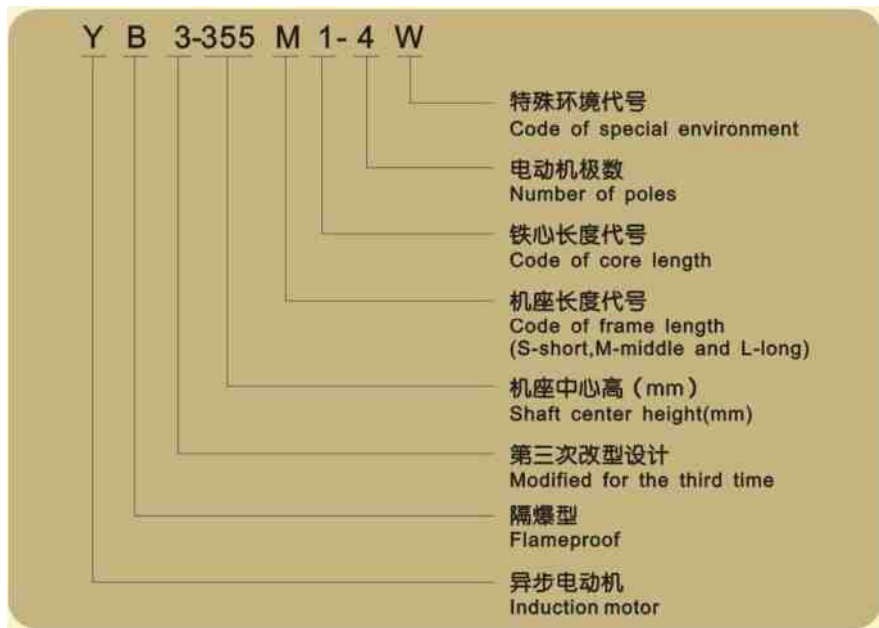 Y B 3-355 M 1-4 W
特殊环境代号
Code of special environment
电动机极数
Number of poles
铁心长度代号
Code of core length
机座长度代号
Code of frame length
(S-short,M-middle and L-long)
机座中心高（mm）
Shaft center height(mm)
第三次改型设计
Modified for the third time
隔爆型
Flameproof
异步电动机
Induction motor